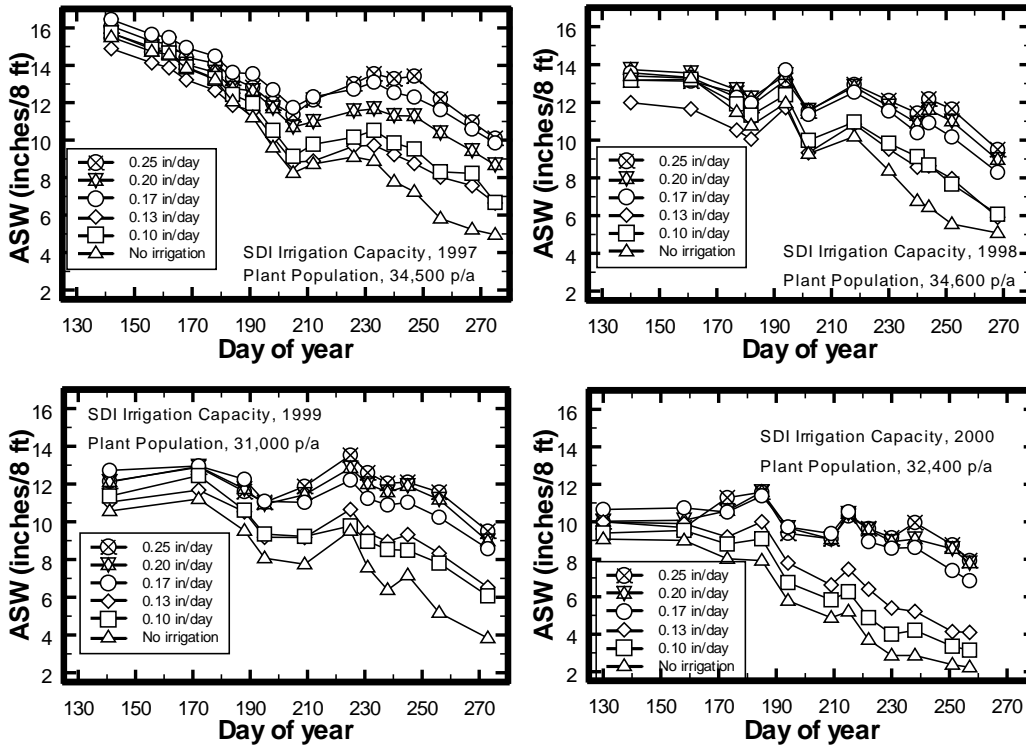 16
14
12
10
8
6
4
2
ASW (inches/8 ft)
0.25 in/day
0.20 in/day
0.17 in/day
0.13 in/day
0.10 in/day
No irrigation
SDI Irrigation Capacity, 1997
Plant Population, 34,500 p/a
130 150 170 190 210 230 250 270
Day of year
16
14
12
10
8
6
4
2
ASW (inches/8 ft)
0.25 in/day
0.20 in/day
0.17 in/day
0.13 in/day
0.10 in/day
No irrigation
SDI Irrigation Capacity, 1998
Plant Population, 34,600 p/a
130 150 170 190 210 230 250 270
Day of year
16
14
12
10
8
6
4
2
ASW (inches/8 ft)
SDI Irrigation Capacity, 1999
Plant Population, 31,000 p/a
0.25 in/day
0.20 in/day
0.17 in/day
0.13 in/day
0.10 in/day
No irrigation
130 150 170 190 210 230 250 270
Day of year
16
14
12
10
8
6
4
2
ASW (inches/8 ft)
SDI Irrigation Capacity, 2000
Plant Population, 32,400 p/a
0.25 in/day
0.20 in/day
0.17 in/day
0.13 in/day
0.10 in/day
No irrigation
130 150 170 190 210 230 250 270
Day of year